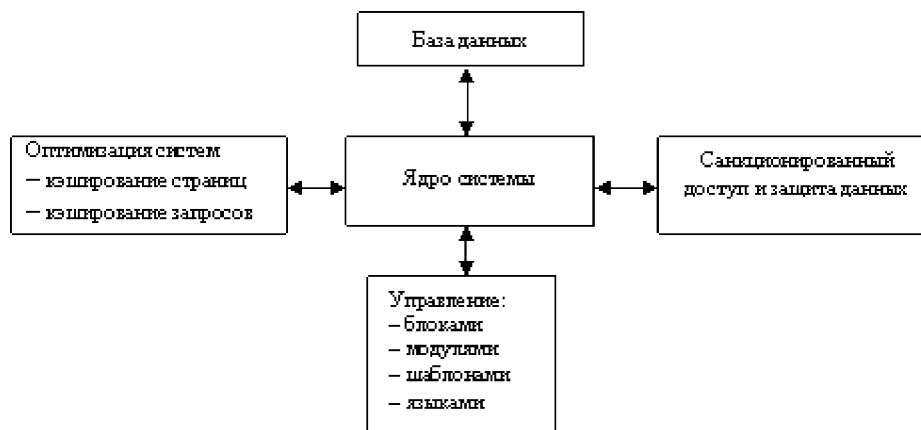 База данных
Оптимизация систем
– кэширование страниц
– кэширование запросов
Ядро системы
Санкционированный
доступ и защита данных
Управление:
– блоками
– модулями
– шаблонами
– языками